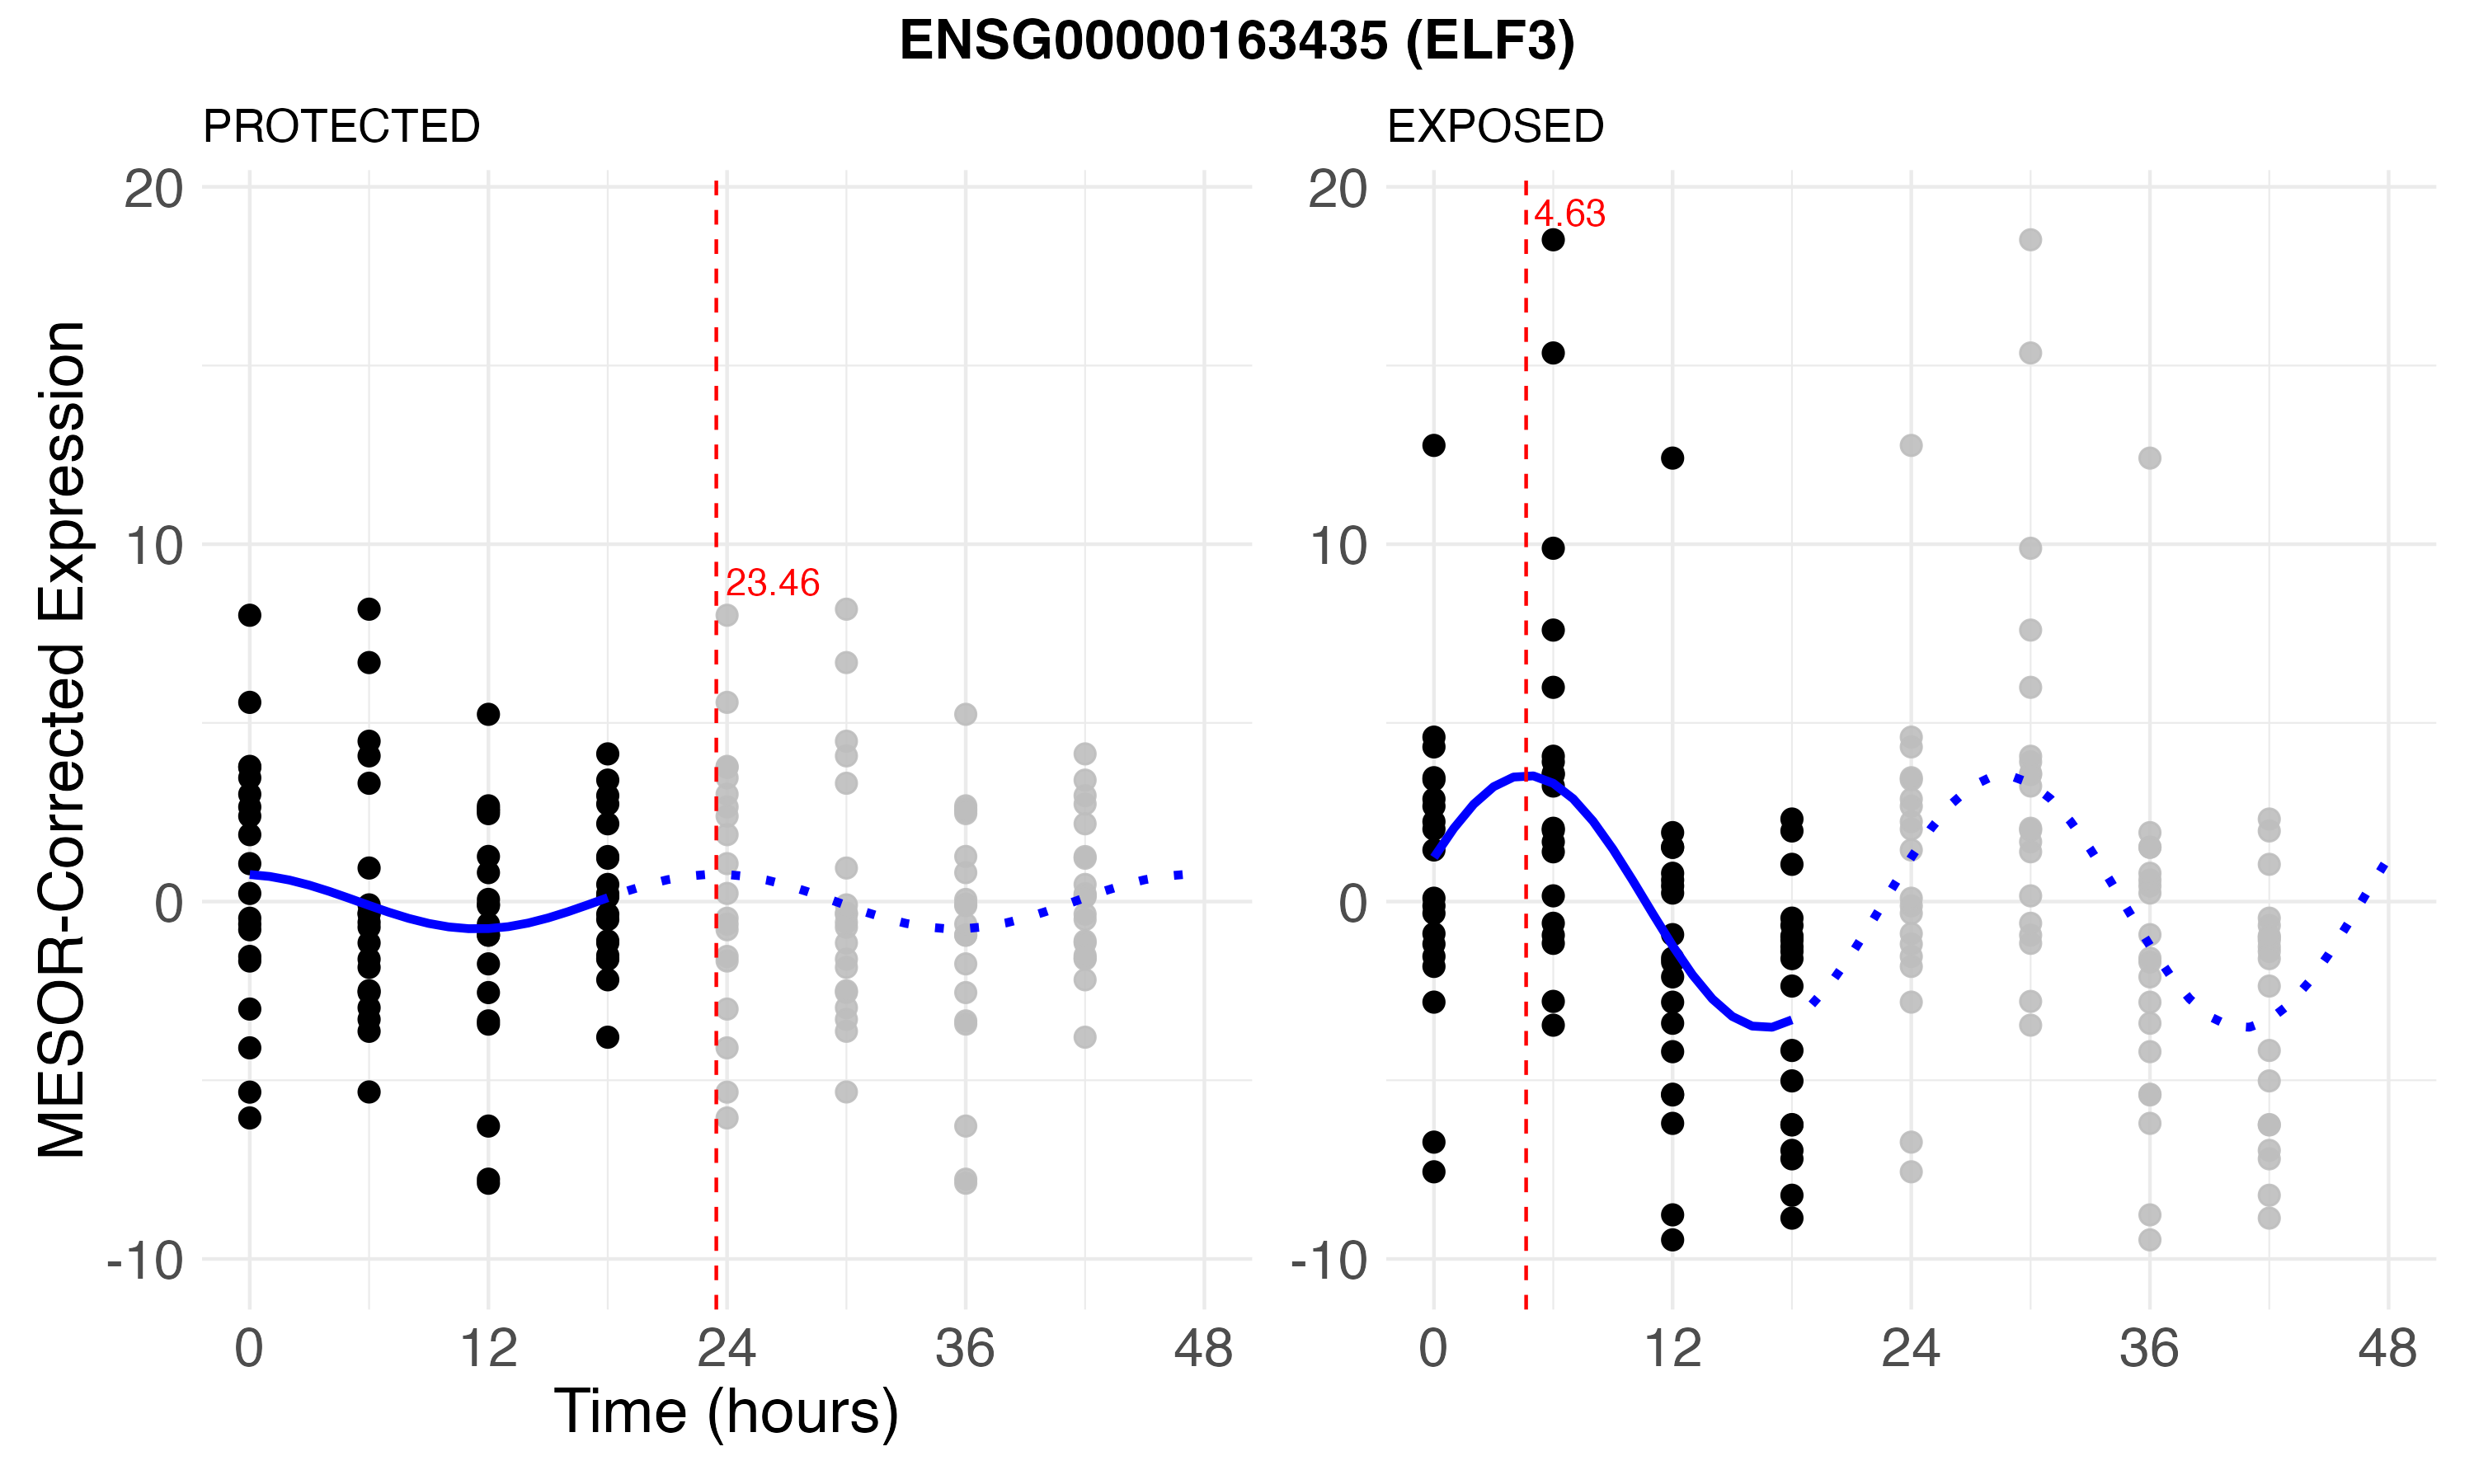 ENSG00000163435 (ELF3)
PROTECTED
EXPOSED
MESOR-Corrected Expression
20
10
0
-10
23.46
0 12 24 36 48
20
10
0
-10
4.63
0 12 24 36 48
Time (hours)